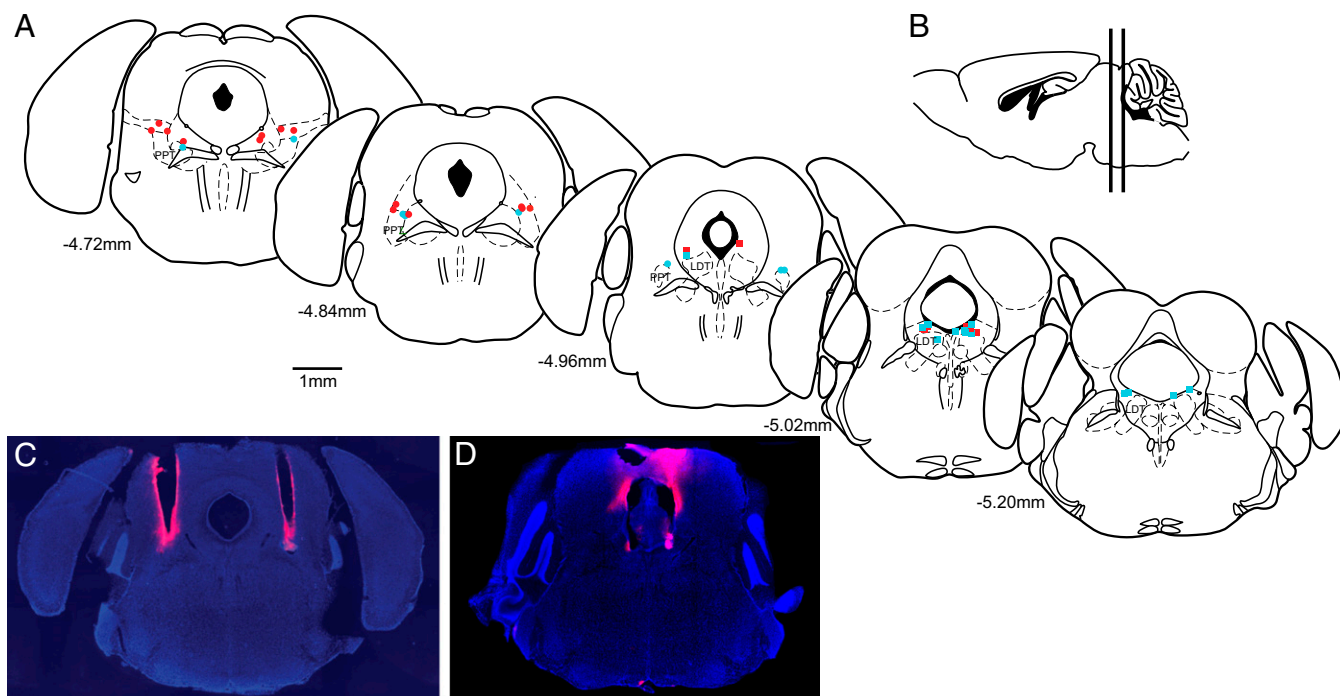 A
B
PPT
-4.72mm
PPT
-4.84mm
1mm
LDT
PPT
-4.96mm
LDT
-5.02mm
LDT
-5.20mm
C
D